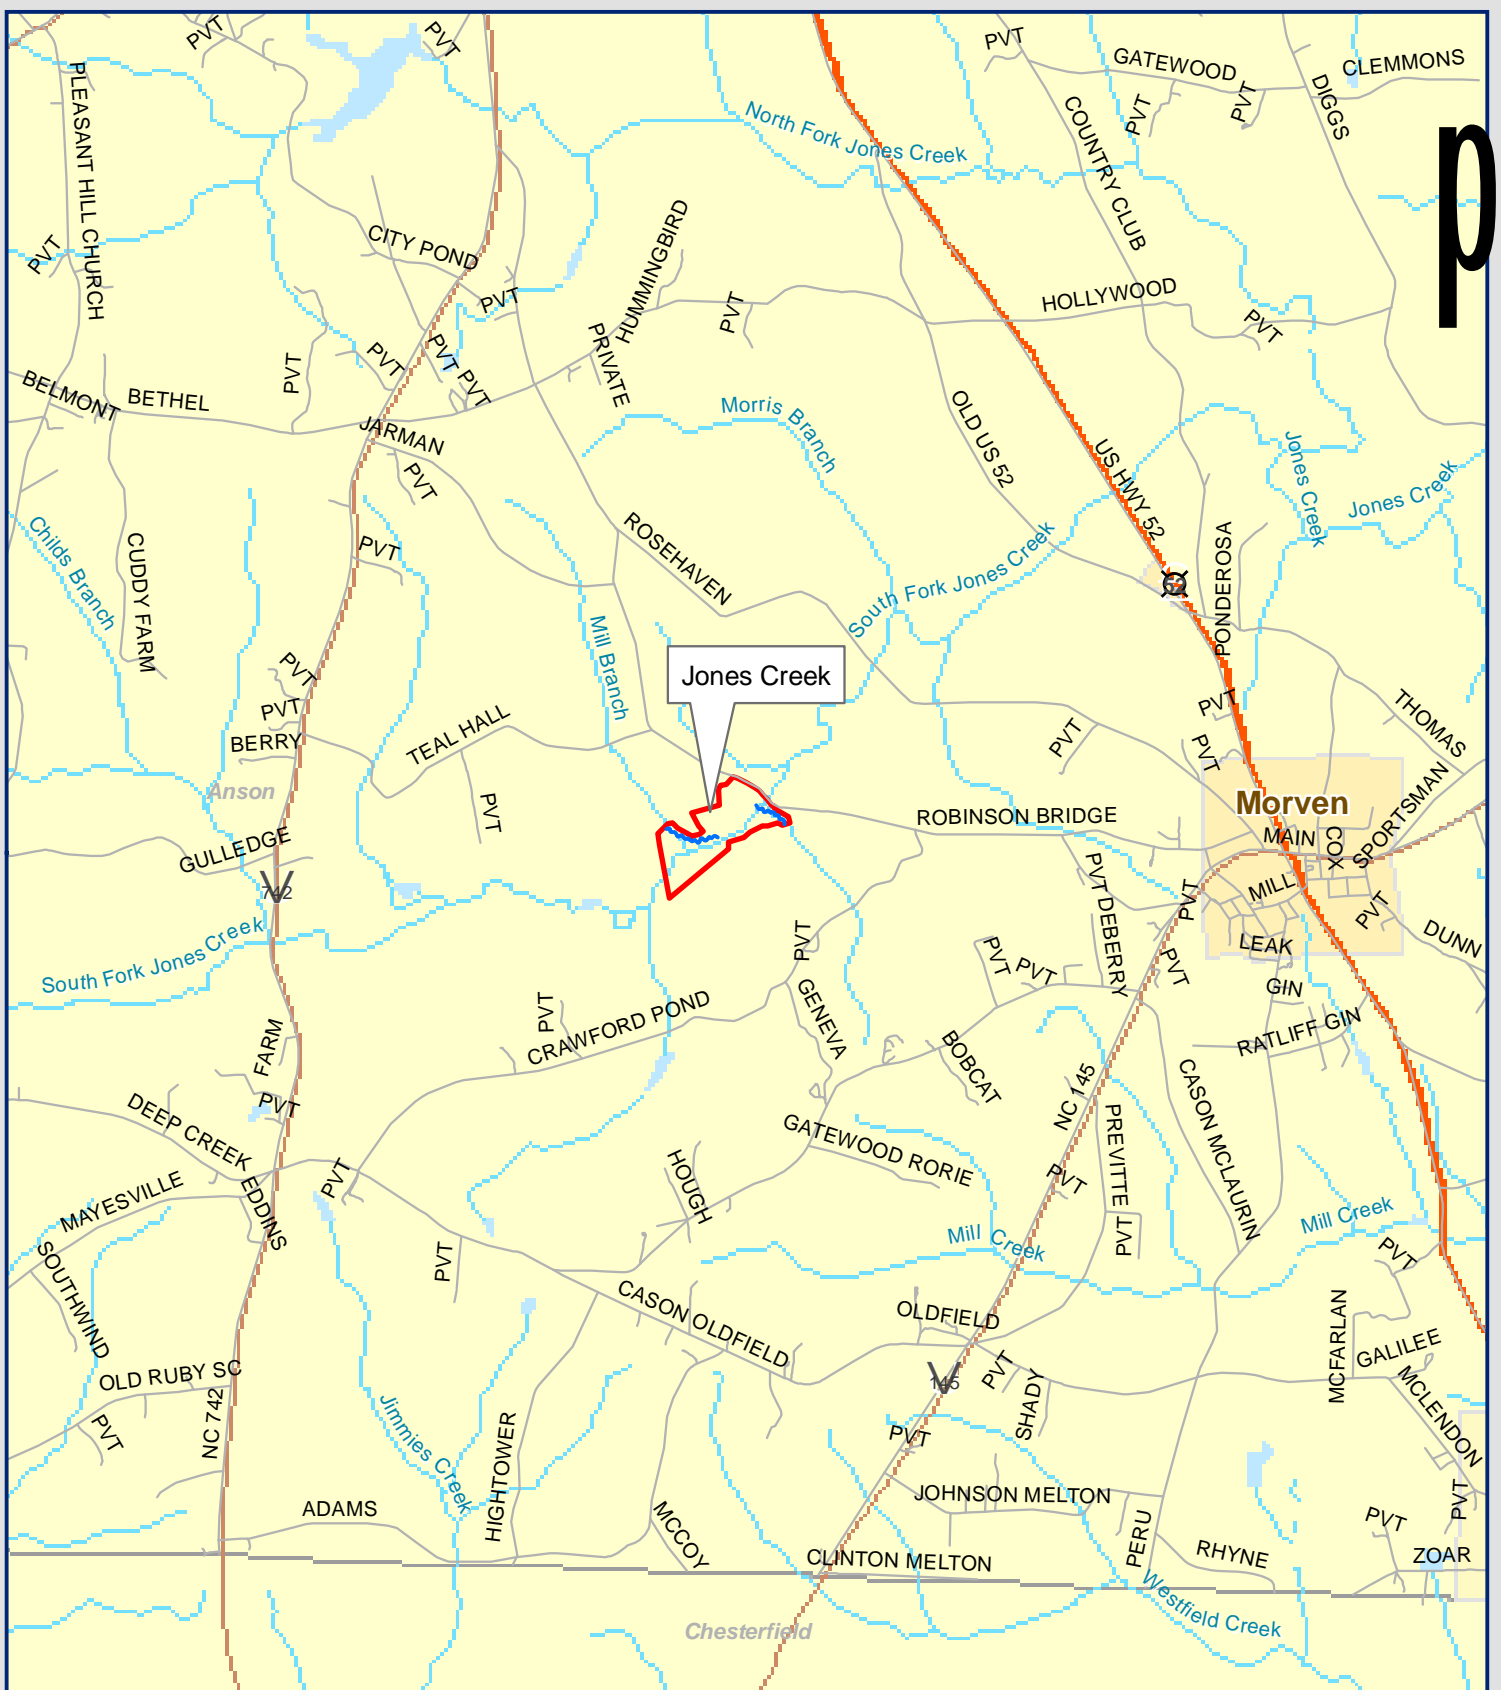 PVT
PVT
PVT
GATEWOOD
CLEMMONS
PLEASANT HILL CHURCH
DIGGS
PVT
PVT
COUNTRY CLUB
North Fork Jones Creek
p
PVT
CITY POND
HUMMINGBIRD
PVT
PVT
HOLLYWOOD
PVT
PVT
PVT
PVT
PVT
PRIVATE
BELMONT
BETHEL
JARMAN
PVT
Morris Branch
OLD US 52
US HWY 52
Jones Creek
Jones Creek
Childs Branch
CUDDY FARM
PVT
ROSEHAVEN
South Fork Jones Creek
52
PONDEROSA
Mill Branch
PVT
Jones Creek
PVT
BERRY
TEAL HALL
PVT
PVT
PVT
THOMAS
Anson
PVT
Morven
SPORTSMAN
ROBINSON BRIDGE
MAIN
COX
GULLEDGE
742
PVT DEBERRY
PVT
MILL
PVT
South Fork Jones Creek
PVT
PVT
PVT
PVT
LEAK
DUNN
GIN
PVT
CRAWFORD POND
GENEVA
FARM
BOBCAT
NC 145
RATLIFF GIN
CASON MCLAURIN
PVT
DEEP CREEK
GATEWOOD RORIE
PREVITTE
MAYESVILLE
EDDINS
PVT
HOUGH
PVT
PVT
Mill Creek
Mill Creek
SOUTHWIND
PVT
PVT
CASON OLDFIELD
OLDFIELD
MCFARLAN
GALILEE
OLD RUBY SC
145
PVT
SHADY
MCLENDON
NC 742
PVT
Jimmies Creek
HIGHTOWER
PVT
ADAMS
MCCOY
JOHNSON MELTON
PERU
PVT
PVT
CLINTON MELTON
RHYNE
ZOAR
Westfield Creek
Chesterfield